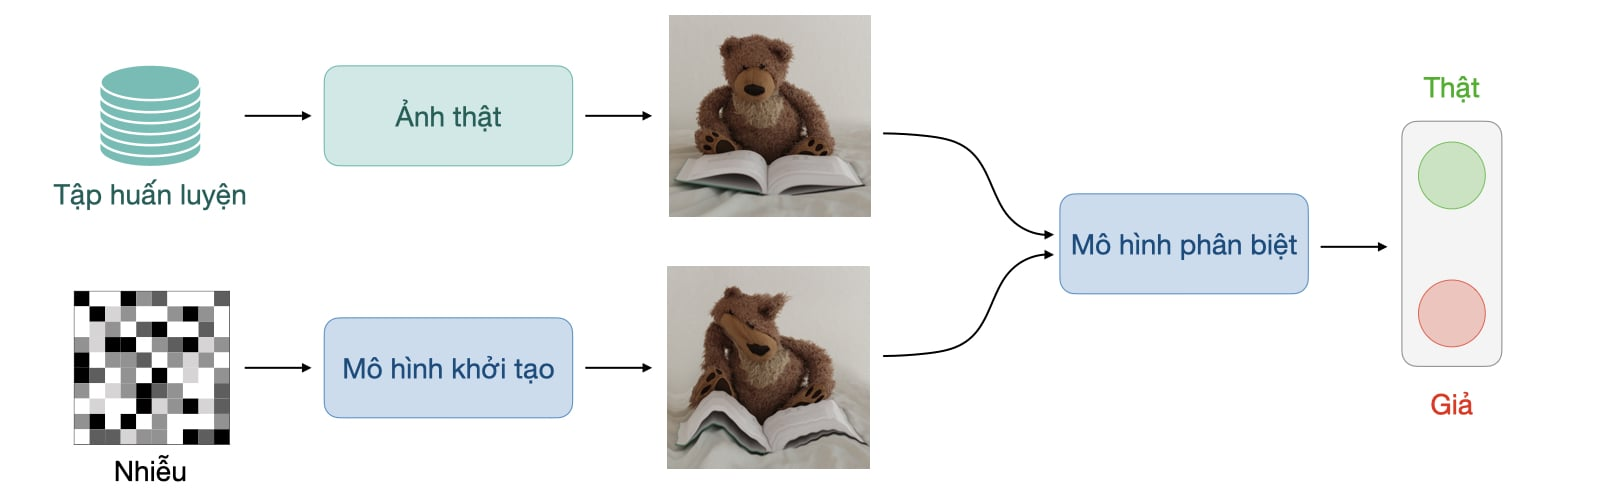 Tập huấn luyện
Ảnh thật
Nhiễu
Mô hình khởi tạo
Mô hình phân biệt
Thật
Giả